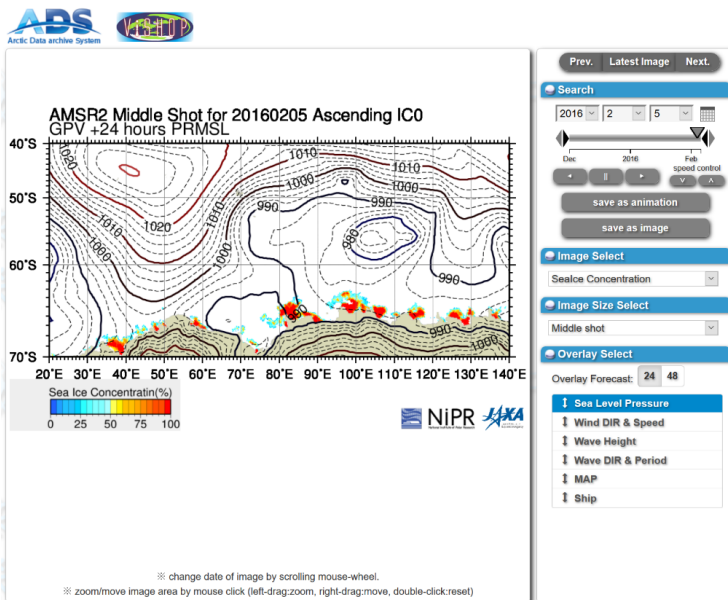 ADS
Arctic Data archive System
VISHOP
Prev. Latest Image Next.
Search
2016 2 5
Dec 2016 Feb
speed control
save as animation
save as image
Image Select
SeaIce Concentration
Image Size Select
Middle shot
Overlay Select
Overlay Forecast: 24 48
Sea Level Pressure
Wind DIR & Speed
Wave Height
Wave DIR & Period
MAP
Ship
AMSR2 Middle Shot for 20160205 Ascending IC0
GPV +24 hours PRMSL
40°S
50°S
60°S
70°S
1020
1010
1000
1020
1010
1000
990
1010
1000
1010
1000
990
980
990
990
990
1000
20°E 30°E 40°E 50°E 60°E 70°E 80°E 90°E 100°E 110°E 120°E 130°E 140°E
Sea Ice Concentratin(%)
0 25 50 75 100
NiPR
JAXA
※ change date of image by scrolling mouse-wheel.
※ zoom/move image area by mouse click (left-drag:zoom, right-drag:move, double-click:reset)